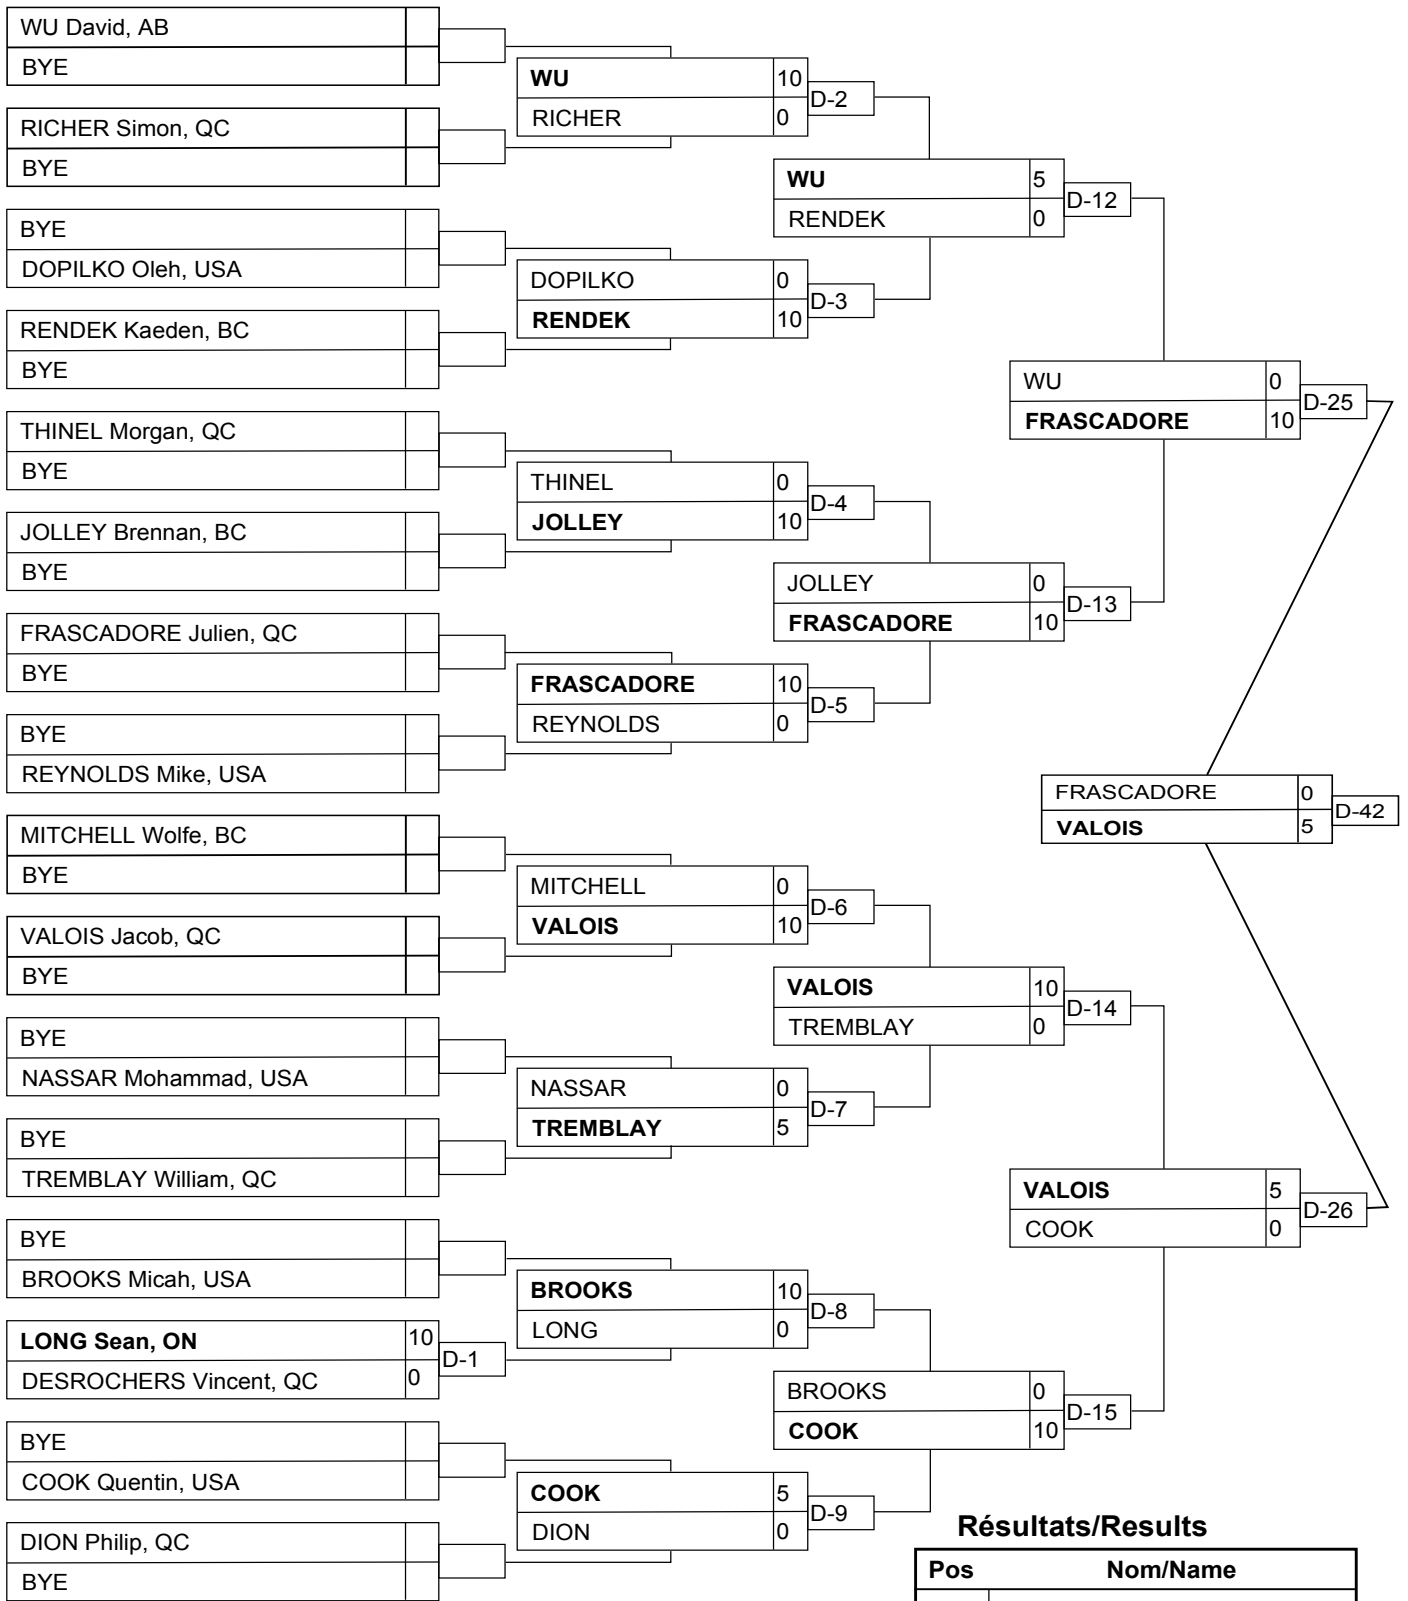 WU David, AB
BYE
RICHER Simon, QC
BYE
BYE
DOPILKO Oleh, USA
RENDEK Kaeden, BC
BYE
THINEL Morgan, QC
BYE
JOLLEY Brennan, BC
BYE
FRASCADORE Julien, QC
BYE
BYE
REYNOLDS Mike, USA
MITCHELL Wolfe, BC
BYE
VALOIS Jacob, QC
BYE
BYE
NASSAR Mohammad, USA
BYE
TREMBLAY William, QC
BYE
BROOKS Micah, USA
LONG Sean, ON 10
DESROCHERS Vincent, QC 0
D-1
BYE
COOK Quentin, USA
DION Philip, QC
BYE
WU 10
RICHER 0
D-2
DOPILKO 0
RENDEK 10
D-3
THINEL 0
JOLLEY 10
D-4
FRASCADORE 10
REYNOLDS 0
D-5
MITCHELL 0
VALOIS 10
D-6
NASSAR 0
TREMBLAY 5
D-7
BROOKS 10
LONG 0
D-8
COOK 5
DION 0
D-9
WU 5
RENDEK 0
D-12
JOLLEY 0
FRASCADORE 10
D-13
VALOIS 10
TREMBLAY 0
D-14
BROOKS 0
COOK 10
D-15
WU 0
FRASCADORE 10
D-25
VALOIS 5
COOK 0
D-26
FRASCADORE 0
VALOIS 5
D-42
Résultats/Results
Pos Nom/Name